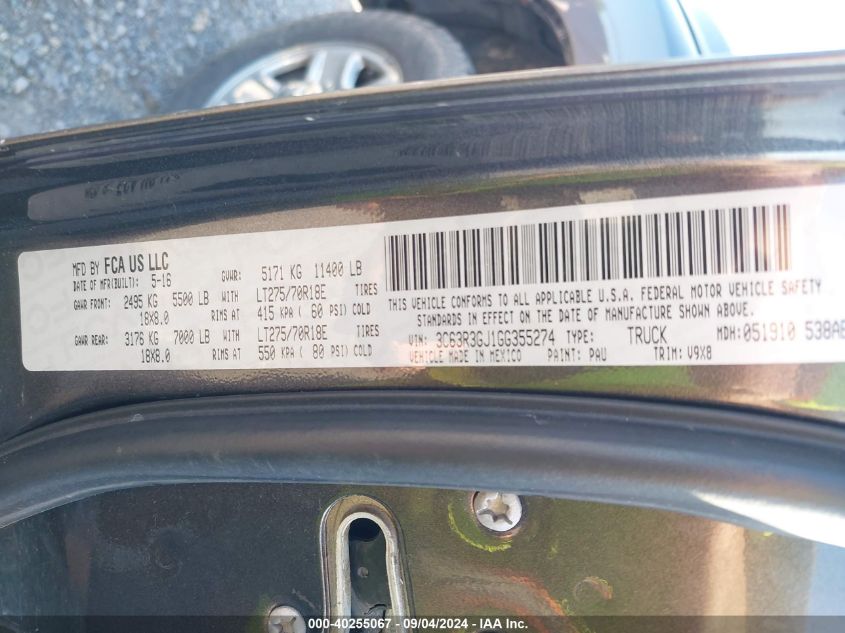 MFD BY FCA US LLC
DATE OF MFR(BUILT): 5-16 GVWR: 5171 KG 11400 LB
GAWR FRONT: 2495 KG 5500 LB WITH LT275/70R18E TIRES
18X8.0 RIMS AT 415 KPA ( 60 PSI) COLD
GAWR REAR: 3176 KG 7000 LB WITH LT275/70R18E TIRES
18X8.0 RIMS AT 550 KPA ( 80 PSI) COLD
THIS VEHICLE CONFORMS TO ALL APPLICABLE U.S.A. FEDERAL MOTOR VEHICLE SAFETY
STANDARDS IN EFFECT ON THE DATE OF MANUFACTURE SHOWN ABOVE.
VIN: 3C63R3GJ1GG355274 TYPE: TRUCK MDH: 051910 538AE
VEHICLE MADE IN MEXICO PAINT: PAU TRIM: V9X8
000-40255067 - 09/04/2024 - IAA Inc.